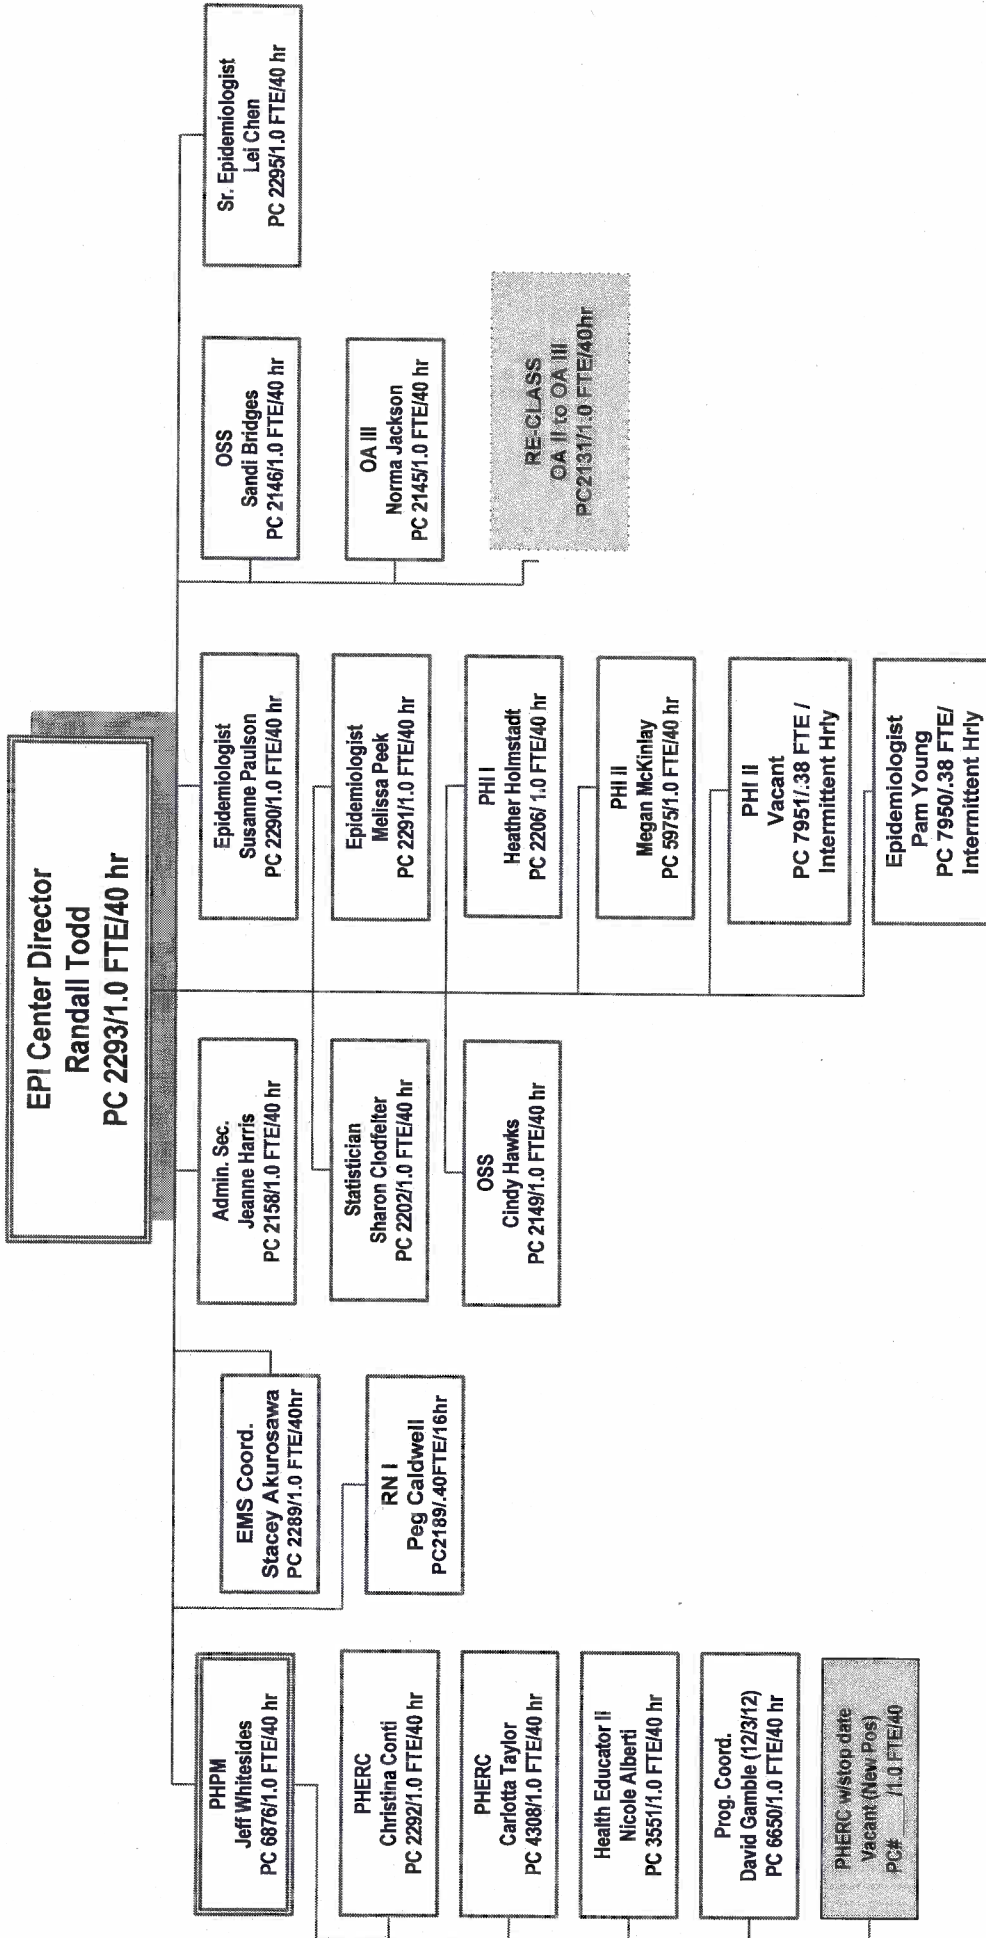 EPI Center Director
Randall Todd
PC 2293/1.0 FTE/40 hr
PHPM
Jeff Whitesides
PC 6876/1.0 FTE/40 hr
PHERC
Christina Conti
PC 2292/1.0 FTE/40 hr
PHERC
Carlotta Taylor
PC 4308/1.0 FTE/40 hr
Health Educator II
Nicole Alberti
PC 3551/1.0 FTE/40 hr
Prog. Coord.
David Gamble (12/3/12)
PC 6650/1.0 FTE/40 hr
PHERC w/stop date
Vacant (New Pos)
PC# ____ /1.0 FTE/40
EMS Coord.
Stacey Akurosawa
PC 2289/1.0 FTE/40hr
RN I
Peg Caldwell
PC2189/.40FTE/16hr
Admin. Sec.
Jeanne Harris
PC 2158/1.0 FTE/40 hr
Statistician
Sharon Clodfelter
PC 2202/1.0 FTE/40 hr
OSS
Cindy Hawks
PC 2149/1.0 FTE/40 hr
Epidemiologist
Susanne Paulson
PC 2290/1.0 FTE/40 hr
Epidemiologist
Melissa Peek
PC 2291/1.0 FTE/40 hr
PHI I
Heather Holmstadt
PC 2206/ 1.0 FTE/40 hr
PHI II
Megan McKinlay
PC 5975/1.0 FTE/40 hr
PHI II
Vacant
PC 7951/.38 FTE /
Intermittent Hrly
Epidemiologist
Pam Young
PC 7950/.38 FTE/
Intermittent Hrly
OSS
Sandi Bridges
PC 2146/1.0 FTE/40 hr
OA III
Norma Jackson
PC 2145/1.0 FTE/40 hr
RE-CLASS
OA II to OA III
PC2131/1.0 FTE/40hr
Sr. Epidemiologist
Lei Chen
PC 2295/1.0 FTE/40 hr